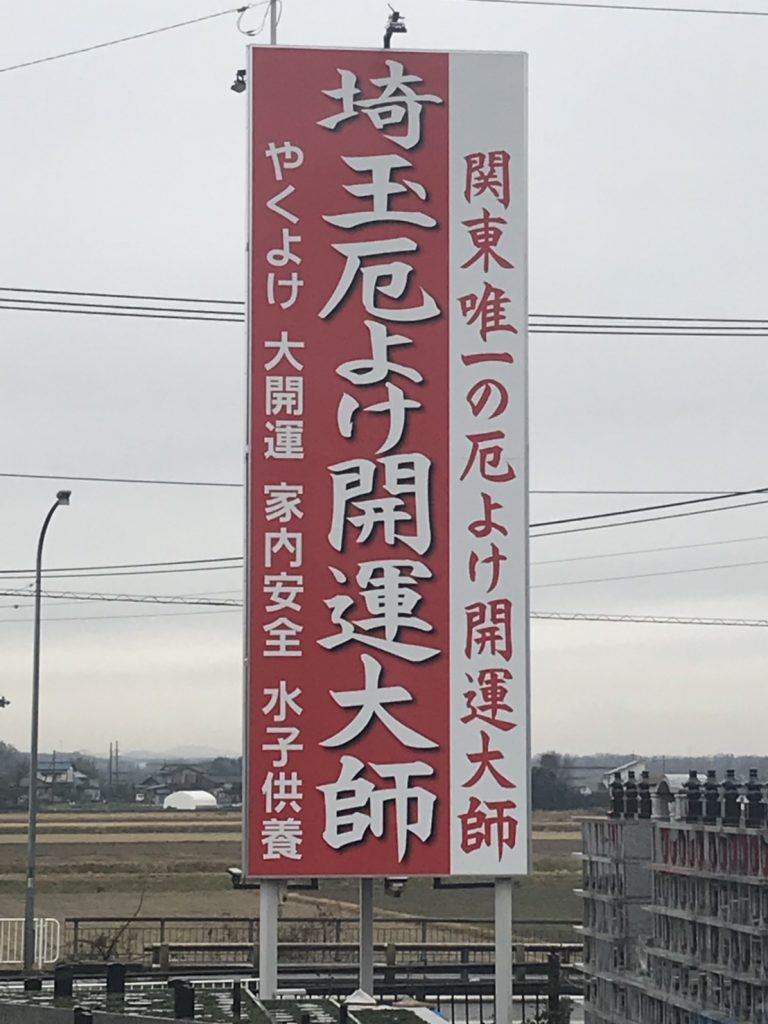 関東唯一の厄よけ開運大師
埼玉厄よけ開運大師
やくよけ 大開運 家内安全 水子供養